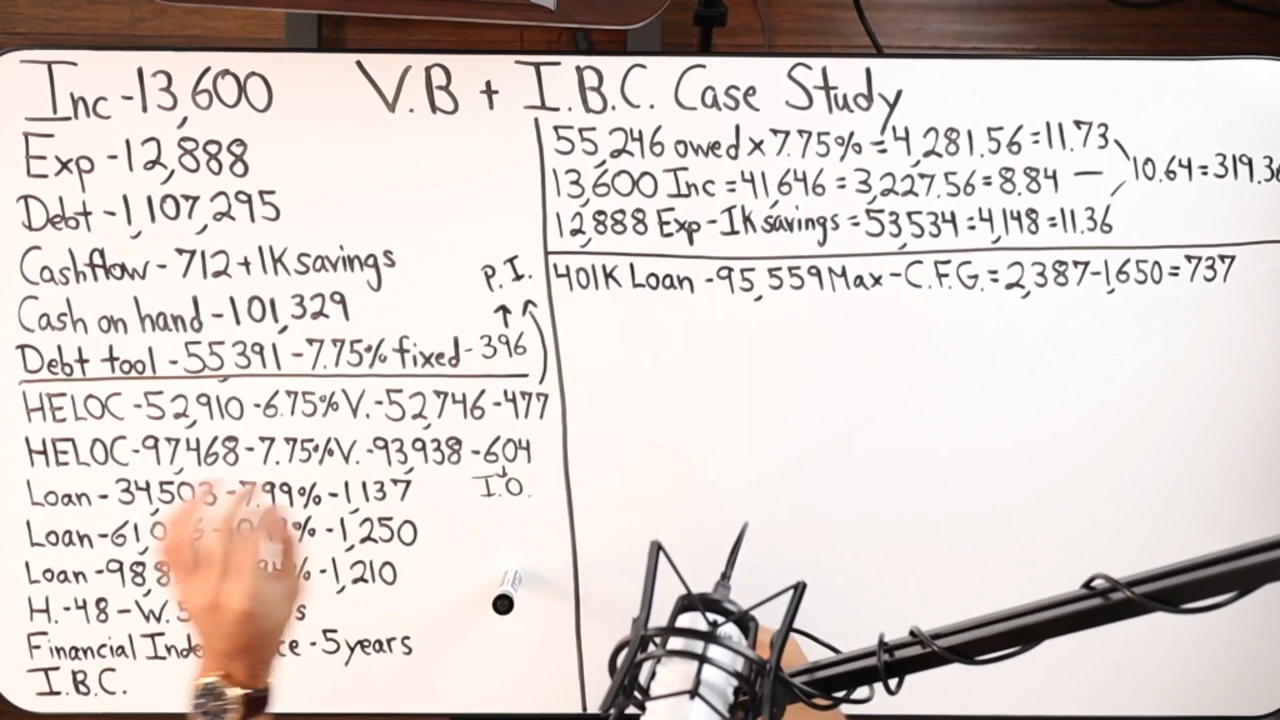 Inc -13,600 V.B + I.B.C. Case Study
Exp -12,888
Debt -1,107,295
Cashflow - 712 + 1K savings
Cash on hand -101,329
Debt tool -55391 -7.75% fixed - 396
P.I.
HELOC -52,910 -6.75% V. -52,746 -477
HELOC -97,468 -7.75% V. -93,938 -604
I.O.
Loan - 34,503 -7.99% -1,137
Loan -61, % -1,250
Loan -98,8 % -1,210
H. -48 - W.
Financial - 5 years
I.B.C.
55,246 owed x 7.75% = 4,281.56 = 11.73
13,600 Inc = 41,646 = 3,227.56 = 8.84 — 10.64 = 319.3
12,888 Exp - 1K savings = 53,534 = 4,148 = 11.36
401K Loan -95,559 Max - C.F.G. = 2,387 -1,650 = 737